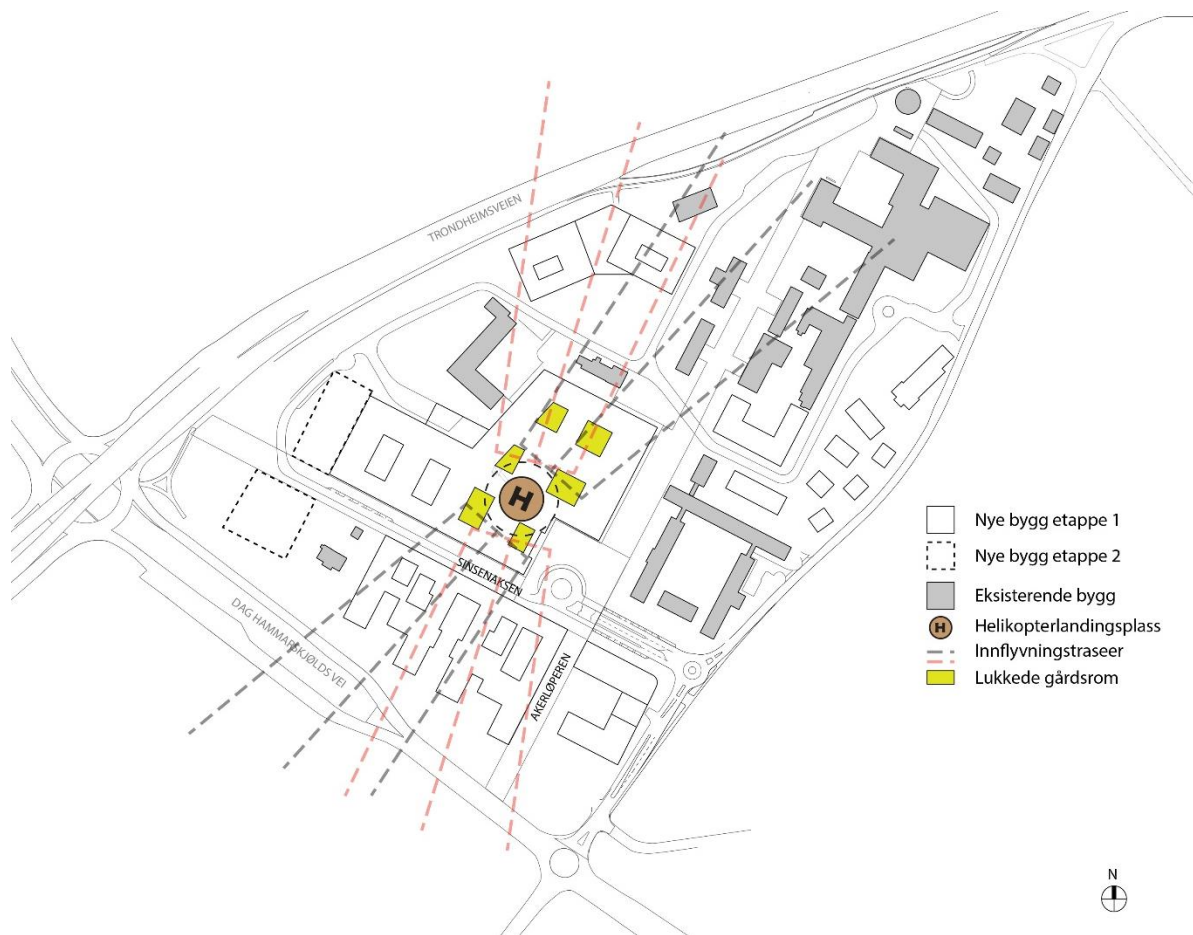 TRONDHEIMSVEIEN
H
SINSENAKSEN
DAG HAMMARSKJØLDS VEI
AKERLØPEREN
Nye bygg etappe 1
Nye bygg etappe 2
Eksisterende bygg
H
Helikopterlandingsplass
Innflyvningstraseer
Lukkede gårdsrom
N